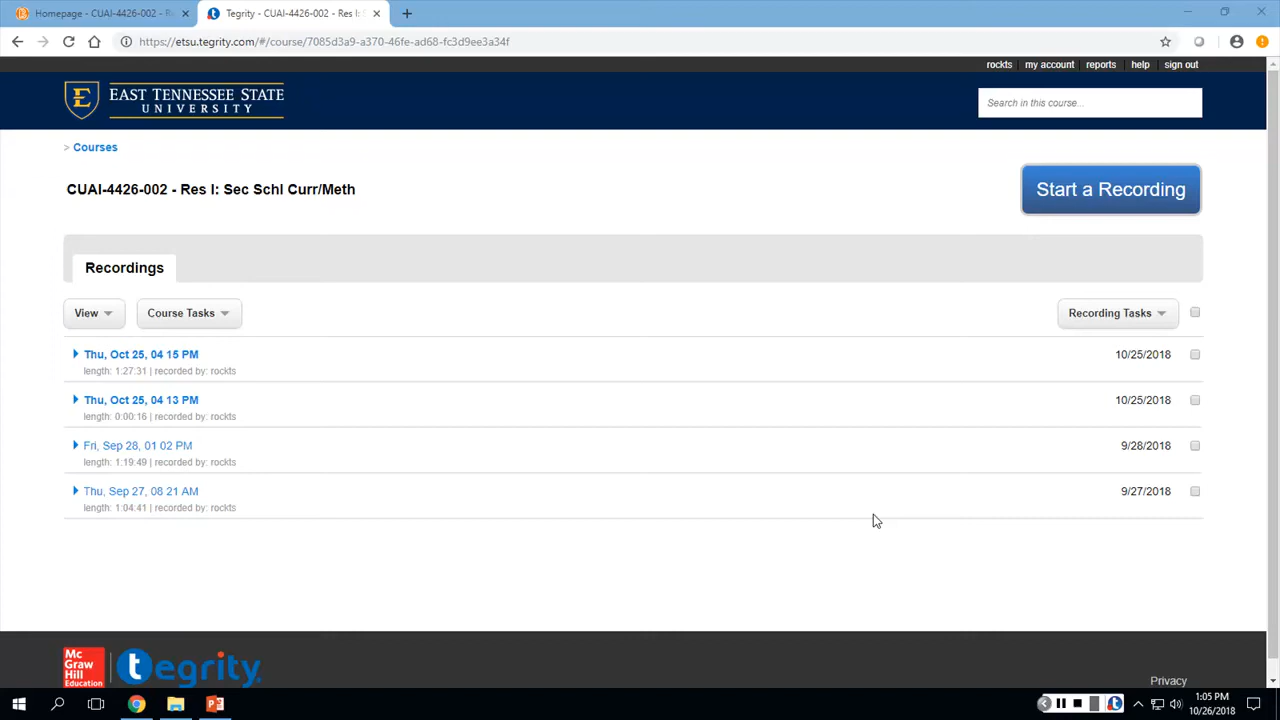 Homepage - CUAI-4426-002 - Re
Tegrity - CUAI-4426-002 - Res I: S
https://etsu.tegrity.com/#/course/7085d3a9-a370-46fe-ad68-fc3d9ee3a34f
rockts my account reports help sign out
E EAST TENNESSEE STATE
UNIVERSITY
Search in this course...
> Courses
CUAI-4426-002 - Res I: Sec Schl Curr/Meth
Start a Recording
Recordings
View Course Tasks Recording Tasks
Thu, Oct 25, 04 15 PM 10/25/2018
length: 1:27:31 | recorded by: rockts
Thu, Oct 25, 04 13 PM 10/25/2018
length: 0:00:16 | recorded by: rockts
Fri, Sep 28, 01 02 PM 9/28/2018
length: 1:19:49 | recorded by: rockts
Thu, Sep 27, 08 21 AM 9/27/2018
length: 1:04:41 | recorded by: rockts
Mc
Graw
Hill
Education
tegrity
Privacy
1:05 PM
10/26/2018